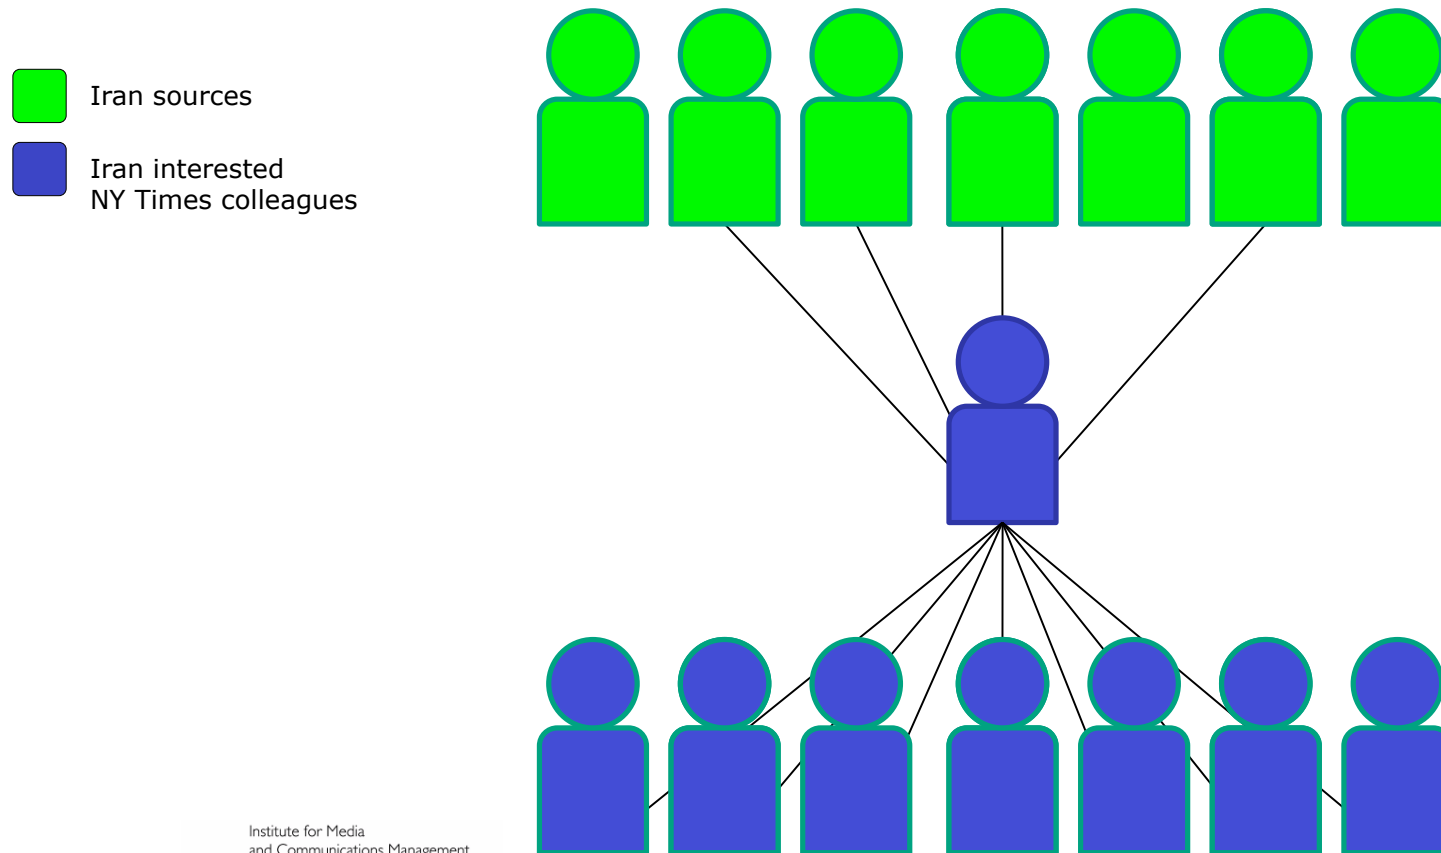 Iran sources
Iran interested
NY Times colleagues
Institute for Media
and Communications Management